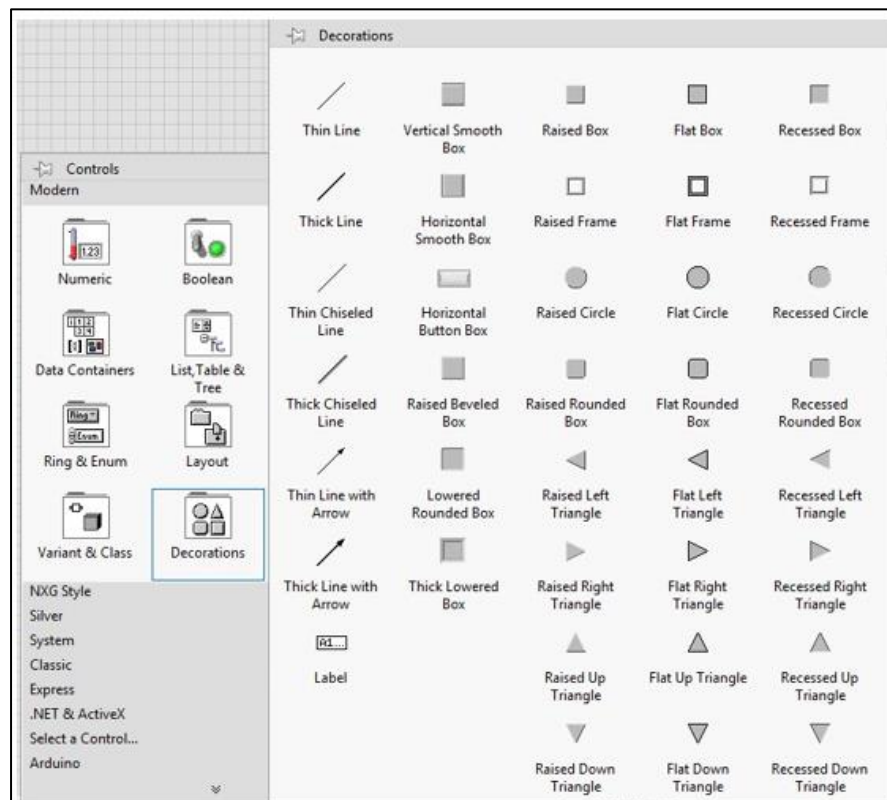 Decorations
Thin Line
Vertical Smooth
Box
Raised Box
Flat Box
Recessed Box
Thick Line
Horizontal
Smooth Box
Raised Frame
Flat Frame
Recessed Frame
Thin Chiseled
Line
Horizontal
Button Box
Raised Circle
Flat Circle
Recessed Circle
Thick Chiseled
Line
Raised Beveled
Box
Raised Rounded
Box
Flat Rounded
Box
Recessed
Rounded Box
Thin Line with
Arrow
Lowered
Rounded Box
Raised Left
Triangle
Flat Left
Triangle
Recessed Left
Triangle
Thick Line with
Arrow
Thick Lowered
Box
Raised Right
Triangle
Flat Right
Triangle
Recessed Right
Triangle
A1...
Label
Raised Up
Triangle
Flat Up Triangle
Recessed Up
Triangle
Raised Down
Triangle
Flat Down
Triangle
Recessed Down
Triangle
Controls
Modern
1.23
Numeric
Boolean
Data Containers
List, Table &
Tree
Ring
Enum
Ring & Enum
Layout
Variant & Class
Decorations
NXG Style
Silver
System
Classic
Express
.NET & ActiveX
Select a Control...
Arduino